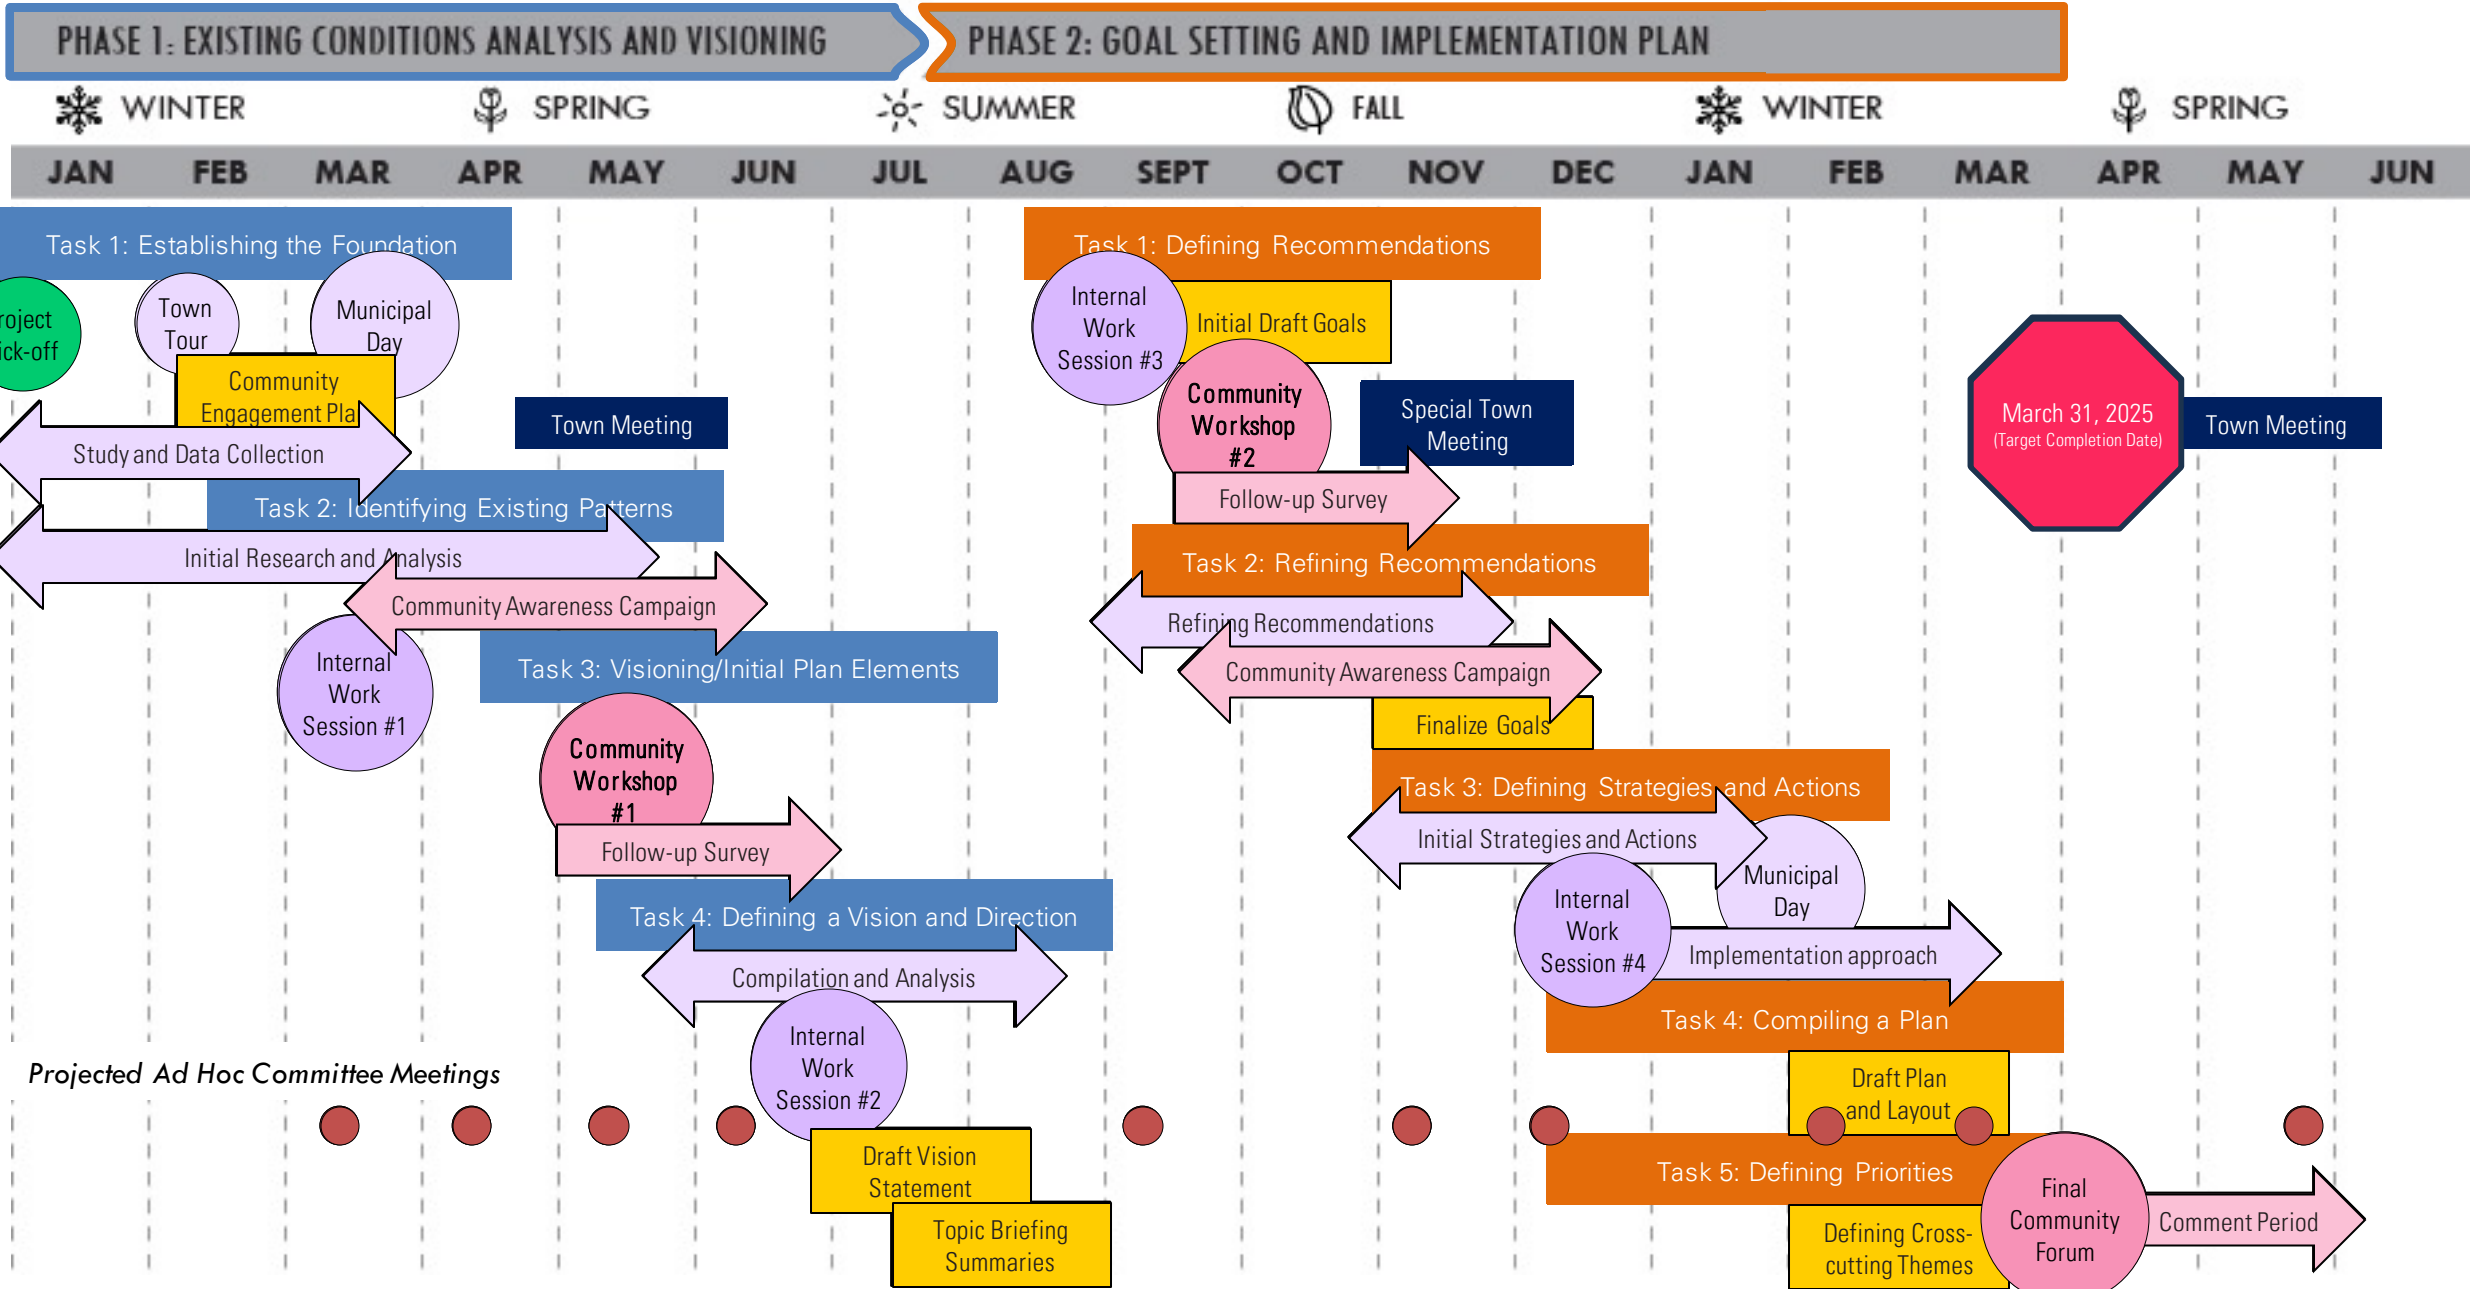 PHASE 1: EXISTING CONDITIONS ANALYSIS AND VISIONING
PHASE 2: GOAL SETTING AND IMPLEMENTATION PLAN
WINTER
SPRING
SUMMER
FALL
WINTER
SPRING
JAN FEB MAR APR MAY JUN JUL AUG SEPT OCT NOV DEC JAN FEB MAR APR MAY JUN
Task 1: Establishing the Foundation
roject
ick-off
Town
Tour
Municipal
Day
Community
Engagement Pla
Study and Data Collection
Town Meeting
Task 2: Identifying Existing Patterns
Initial Research and Analysis
Community Awareness Campaign
Internal
Work
Session #1
Task 3: Visioning/Initial Plan Elements
Community
Workshop
#1
Follow-up Survey
Task 4: Defining a Vision and Direction
Compilation and Analysis
Internal
Work
Session #2
Draft Vision
Statement
Topic Briefing
Summaries
Projected Ad Hoc Committee Meetings
Task 1: Defining Recommendations
Internal
Work
Session #3
Initial Draft Goals
Community
Workshop
#2
Special Town
Meeting
Follow-up Survey
Task 2: Refining Recommendations
Refining Recommendations
Community Awareness Campaign
Finalize Goals
Task 3: Defining Strategies and Actions
Initial Strategies and Actions
Municipal
Day
Internal
Work
Session #4
Implementation approach
Task 4: Compiling a Plan
Draft Plan
and Layout
Task 5: Defining Priorities
Defining Cross-
cutting Themes
Final
Community
Forum
Comment Period
March 31, 2025
(Target Completion Date)
Town Meeting